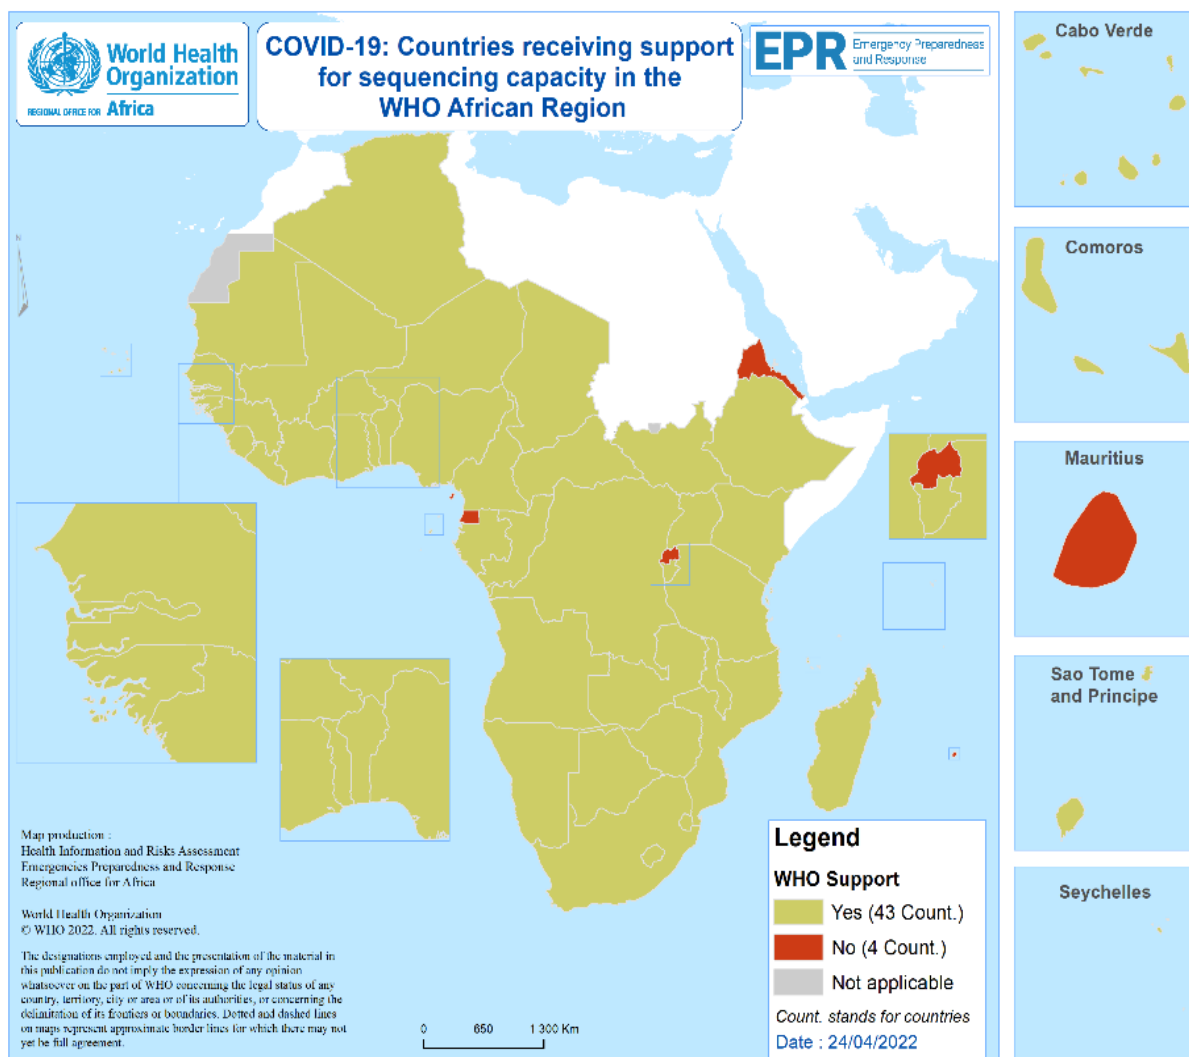 World Health
Organization
REGIONAL OFFICE FOR Africa
COVID-19: Countries receiving support
for sequencing capacity in the
WHO African Region
EPR Emergency Preparedness
and Response
Cabo Verde
Comoros
Mauritius
Sao Tome
and Principe
Seychelles
Map production :
Health Information and Risks Assessment
Emergencies Preparedness and Response
Regional office for Africa
World Health Organization
© WHO 2022. All rights reserved.
The designations employed and the presentation of the material in
this publication do not imply the expression of any opinion
whatsoever on the part of WHO concerning the legal status of any
country, territory, city or area or of its authorities, or concerning the
delimitation of its frontiers or boundaries. Dotted and dashed lines
on maps represent approximate border lines for which there may not
yet be full agreement.
0 650 1 300 Km
Legend
WHO Support
Yes (43 Count.)
No (4 Count.)
Not applicable
Count. stands for countries
Date : 24/04/2022